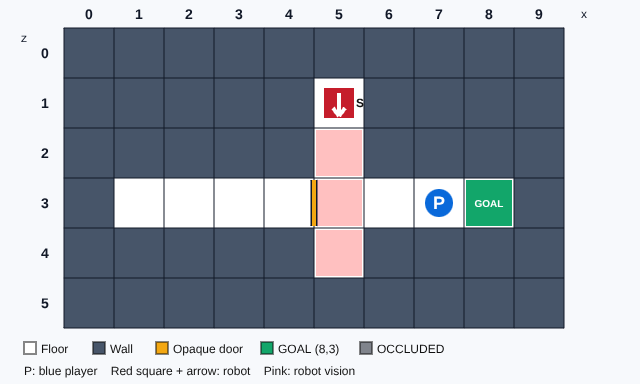 0 1 2 3 4 5 6 7 8 9 x
z
0
1 S
2
3 P GOAL
4
5
Floor Wall Opaque door GOAL (8,3) OCCLUDED
P: blue player Red square + arrow: robot Pink: robot vision